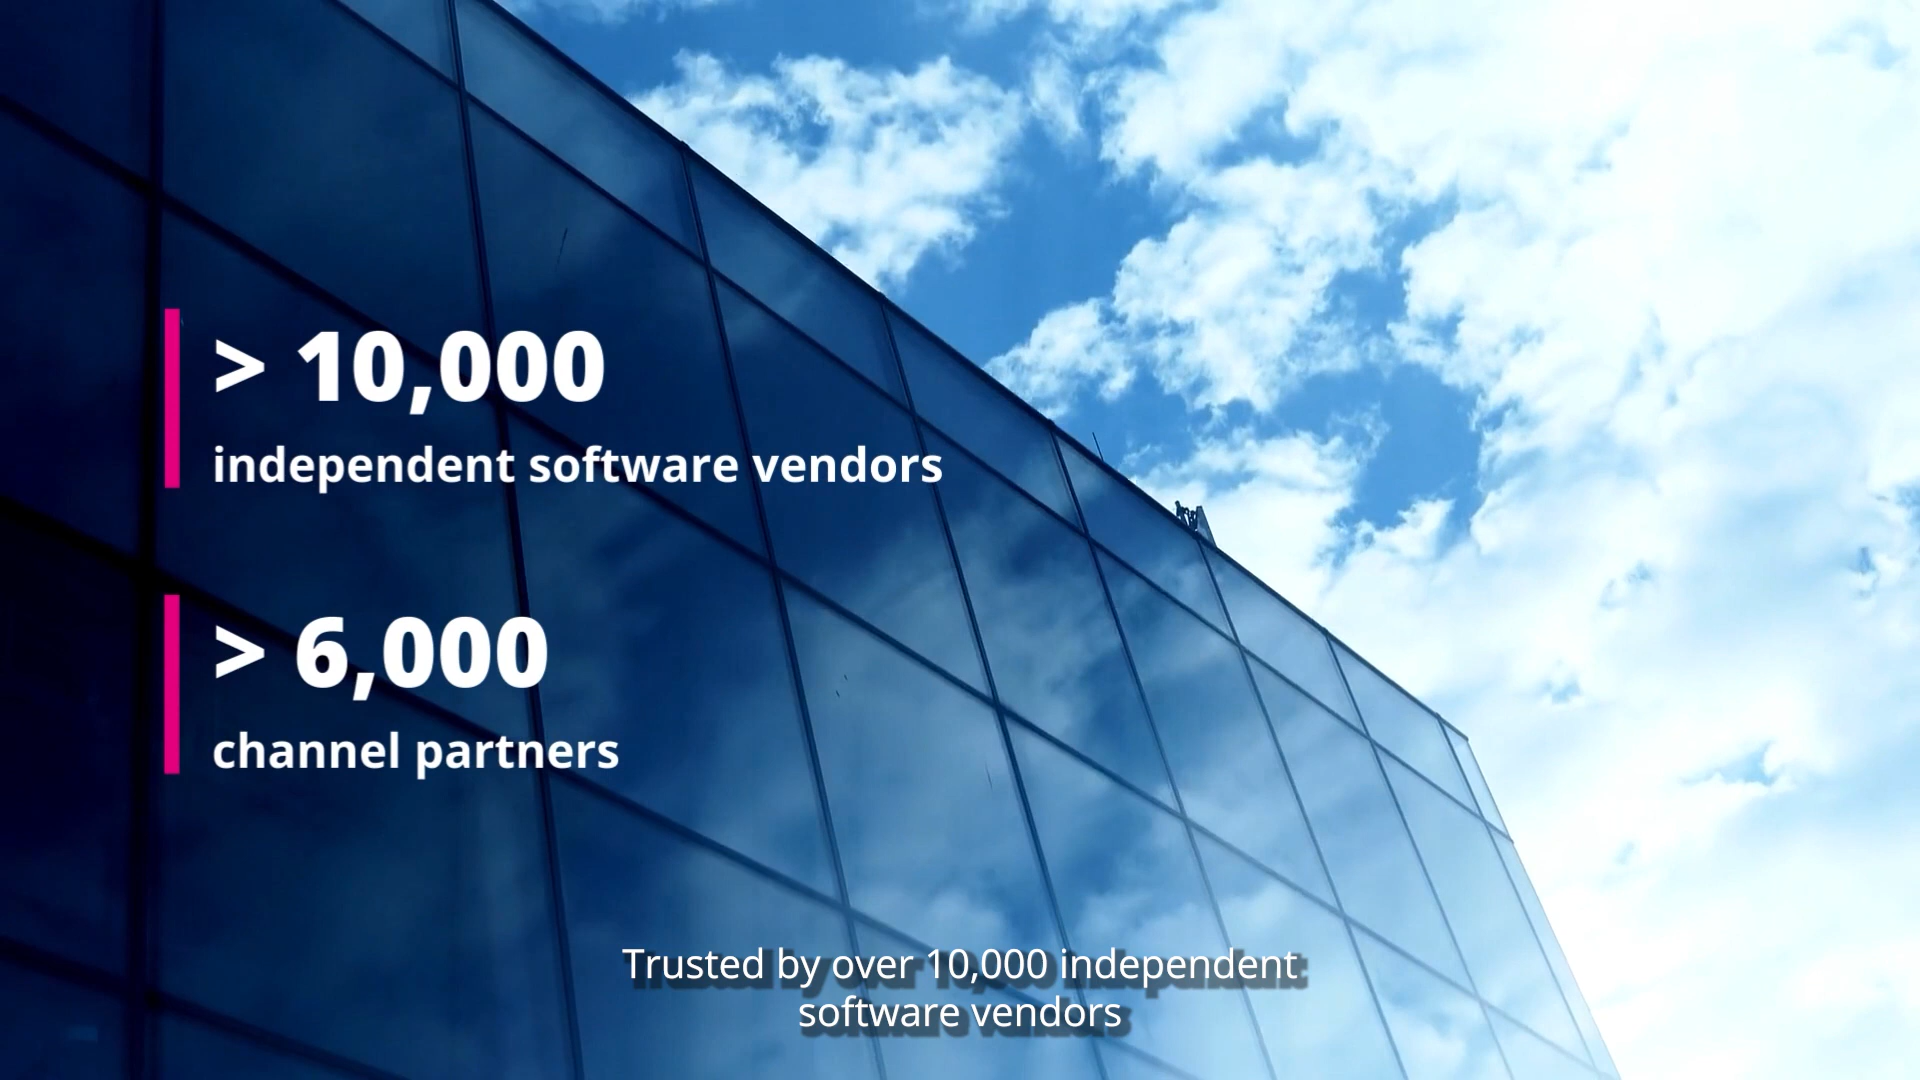 > 10,000
independent software vendors
> 6,000
channel partners
Trusted by over 10,000 independent
software vendors